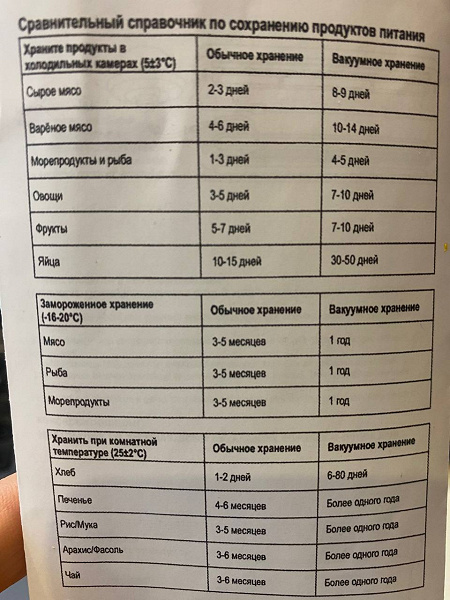 Сравнительный справочник по сохранению продуктов питания
Храните продукты в холодильных камерах (5±3°C) Обычное хранение Вакуумное хранение
Сырое мясо 2-3 дней 8-9 дней
Варёное мясо 4-6 дней 10-14 дней
Морепродукты и рыба 1-3 дней 4-5 дней
Овощи 3-5 дней 7-10 дней
Фрукты 5-7 дней 7-10 дней
Яйца 10-15 дней 30-50 дней
Замороженное хранение (-16-20°C) Обычное хранение Вакуумное хранение
Мясо 3-5 месяцев 1 год
Рыба 3-5 месяцев 1 год
Морепродукты 3-5 месяцев 1 год
Хранить при комнатной температуре (25±2°C) Обычное хранение Вакуумное хранение
Хлеб 1-2 дней 6-80 дней
Печенье 4-6 месяцев Более одного года
Рис/Мука 3-5 месяцев Более одного года
Арахис/Фасоль 3-6 месяцев Более одного года
Чай 3-6 месяцев Более одного года